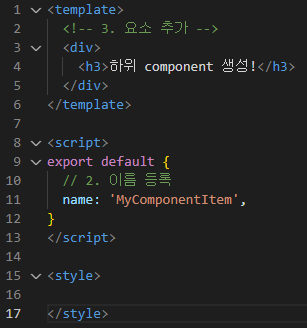 1 <template>
2 <!-- 3. 요소 추가 -->
3 <div>
4 <h3>하위 component 생성!</h3>
5 </div>
6 </template>
7
8 <script>
9 export default {
10 // 2. 이름 등록
11 name: 'MyComponentItem',
12 }
13 </script>
14
15 <style>
16
17 </style>